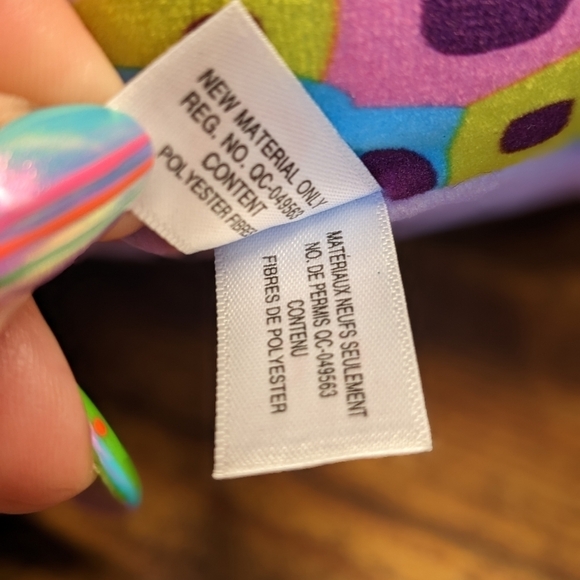 NEW MATERIAL ONLY
REG. NO. QC-049563
CONTENT
POLYESTER FIBRES
MATÉRIAUX NEUFS SEULEMENT
NO. DE PERMIS QC-049563
CONTENU
FIBRES DE POLYESTER